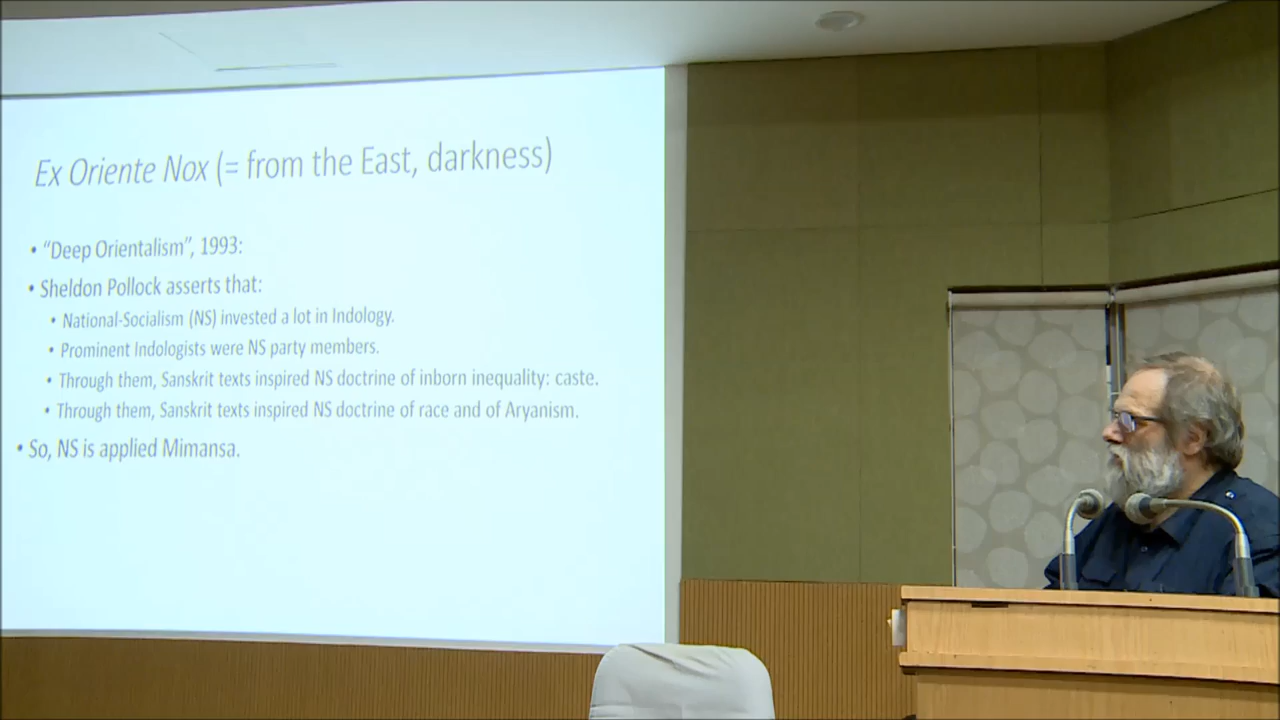 Ex Oriente Nox (= from the East, darkness)
• “Deep Orientalism”, 1993:
• Sheldon Pollock asserts that:
• National-Socialism (NS) invested a lot in Indology.
• Prominent Indologists were NS party members.
• Through them, Sanskrit texts inspired NS doctrine of inborn inequality: caste.
• Through them, Sanskrit texts inspired NS doctrine of race and of Aryanism.
• So, NS is applied Mimansa.